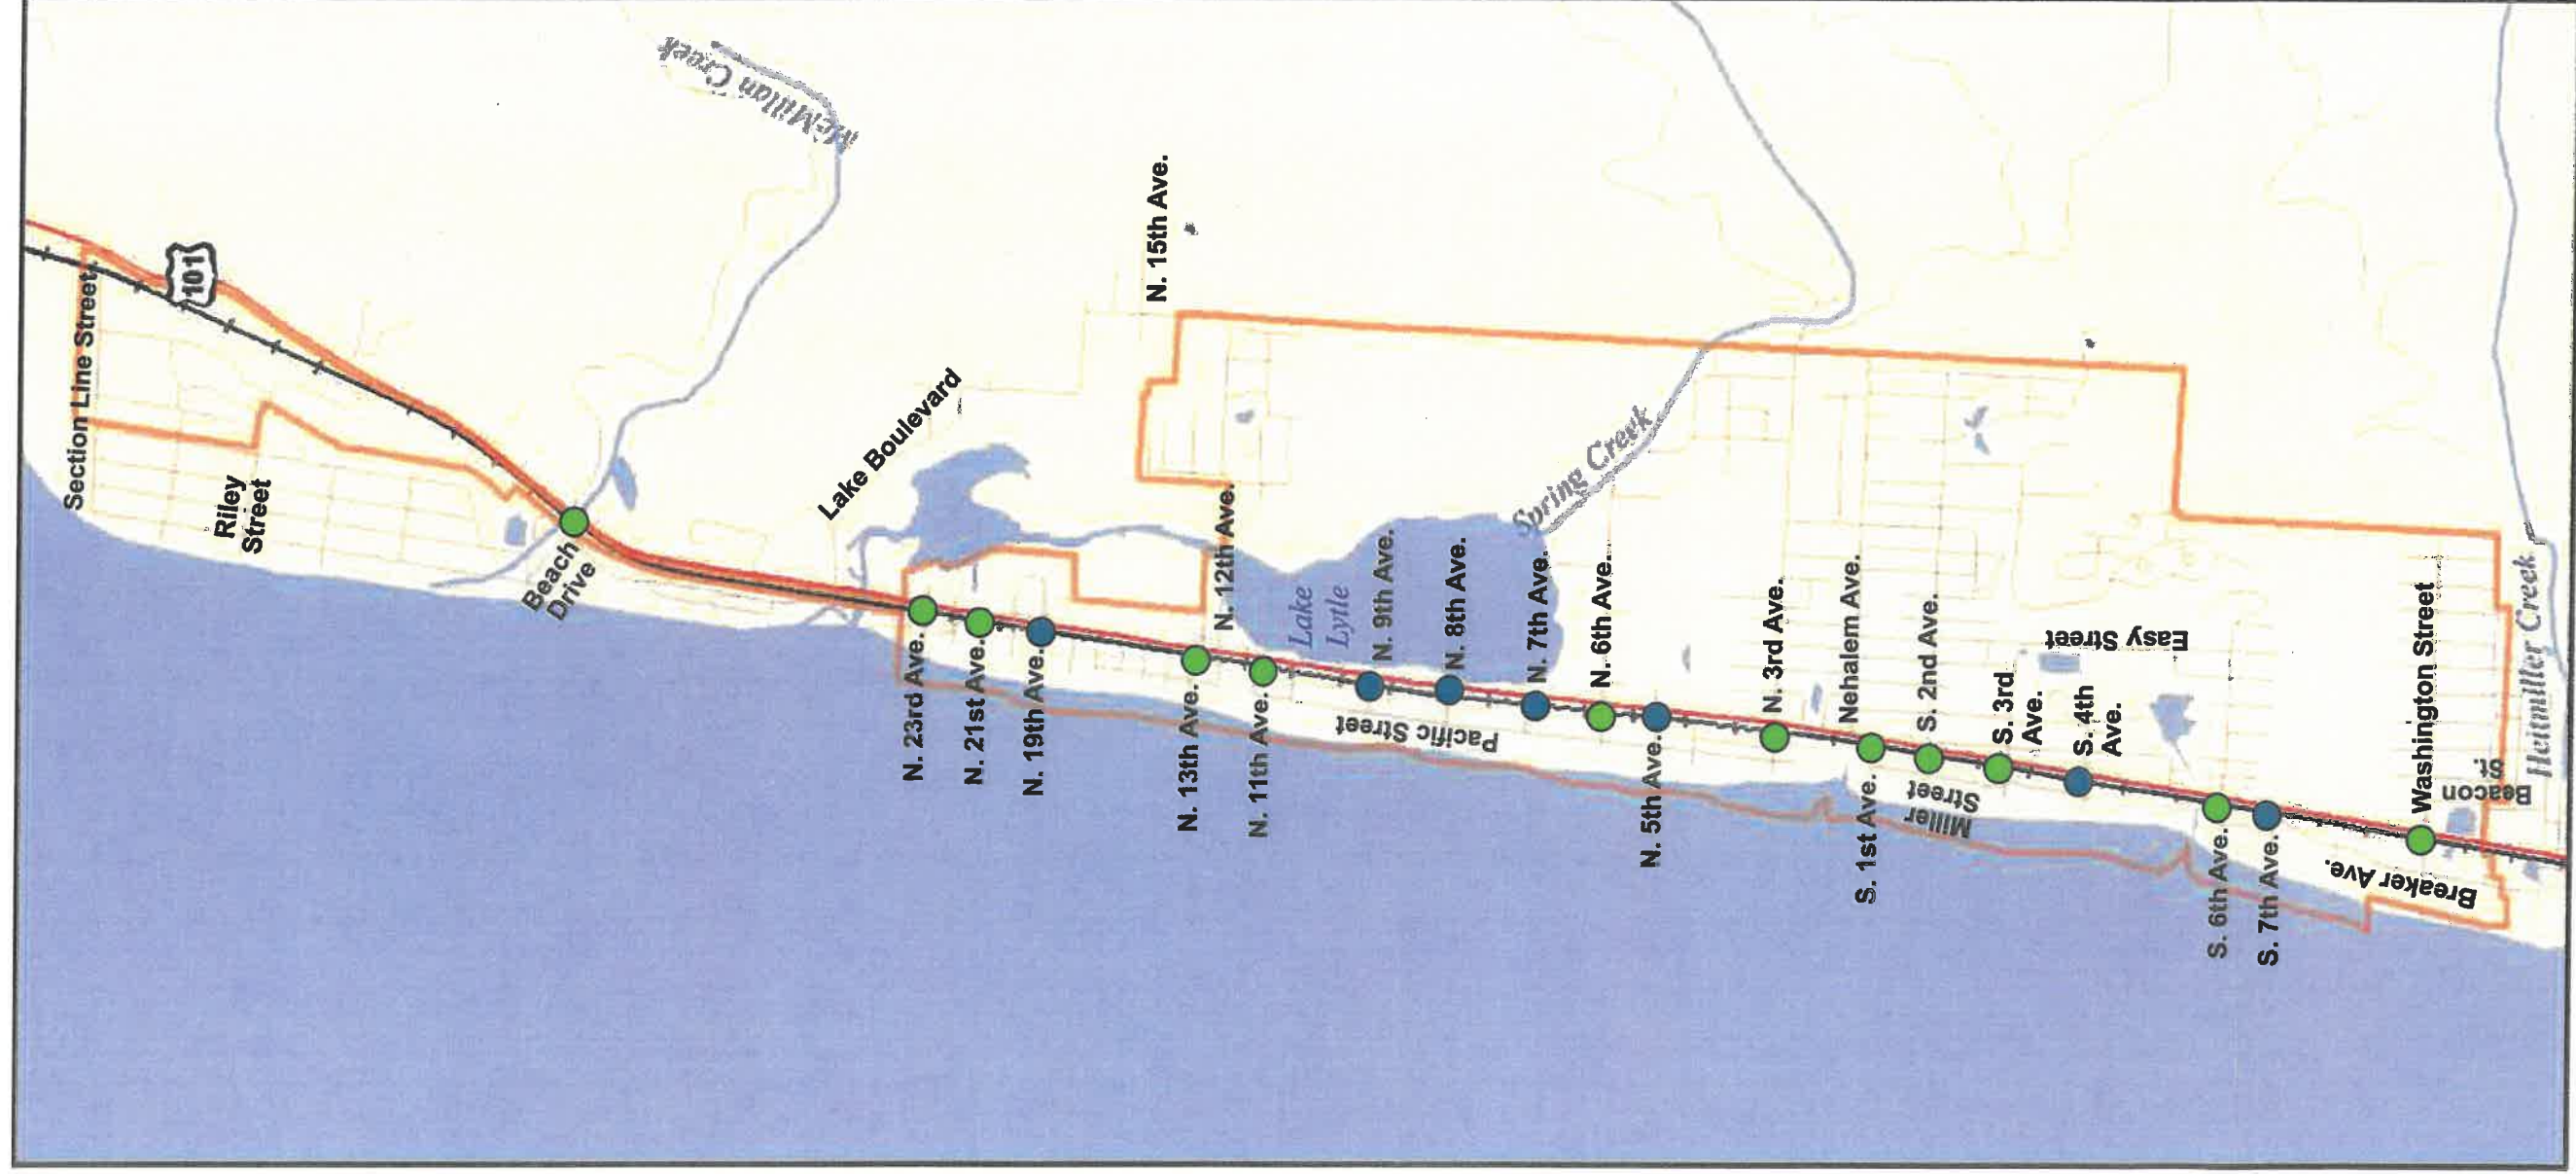 McMillan Creek
N. 15th Ave.
101
Section Line Street
Lake Boulevard
Riley
Street
Spring Creek
N. 12th Ave.
Beach
Drive
Lake
Lytle
N. 9th Ave.
N. 8th Ave.
N. 7th Ave.
N. 6th Ave.
N. 3rd Ave.
Nehalem Ave.
S. 2nd Ave.
Easy Street
S. 3rd
Ave.
S. 4th
Ave.
Washington Street
Heitmiller Creek
N. 23rd Ave.
N. 21st Ave.
N. 19th Ave.
N. 13th Ave.
N. 11th Ave.
Pacific Street
N. 5th Ave.
S. 1st Ave.
Miller
Street
S. 6th Ave.
S. 7th Ave.
Breaker Ave.
Beacon
St.